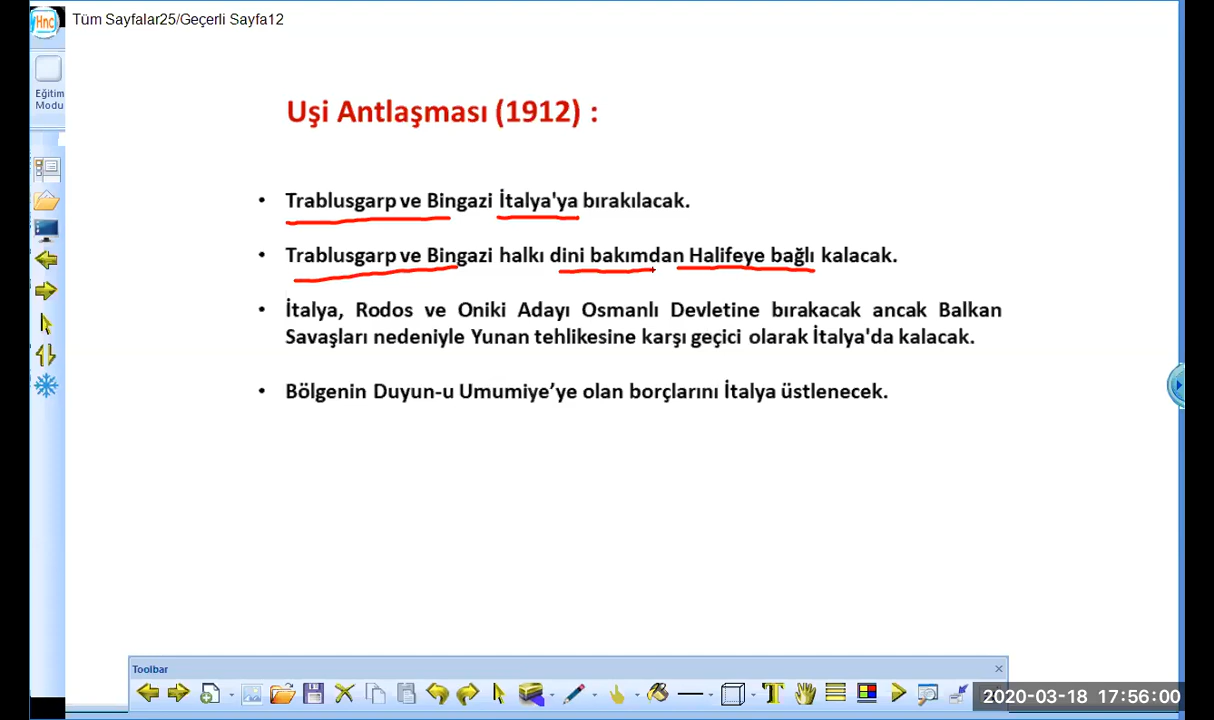 Hnc
Tüm Sayfalar25/Geçerli Sayfa12
Eğitim
Modu
Uşi Antlaşması (1912) :
• Trablusgarp ve Bingazi İtalya'ya bırakılacak.
• Trablusgarp ve Bingazi halkı dini bakımdan Halifeye bağlı kalacak.
• İtalya, Rodos ve Oniki Adayı Osmanlı Devletine bırakacak ancak Balkan
Savaşları nedeniyle Yunan tehlikesine karşı geçici olarak İtalya'da kalacak.
• Bölgenin Duyun-u Umumiye’ye olan borçlarını İtalya üstlenecek.
Toolbar
2020-03-18 17:56:00